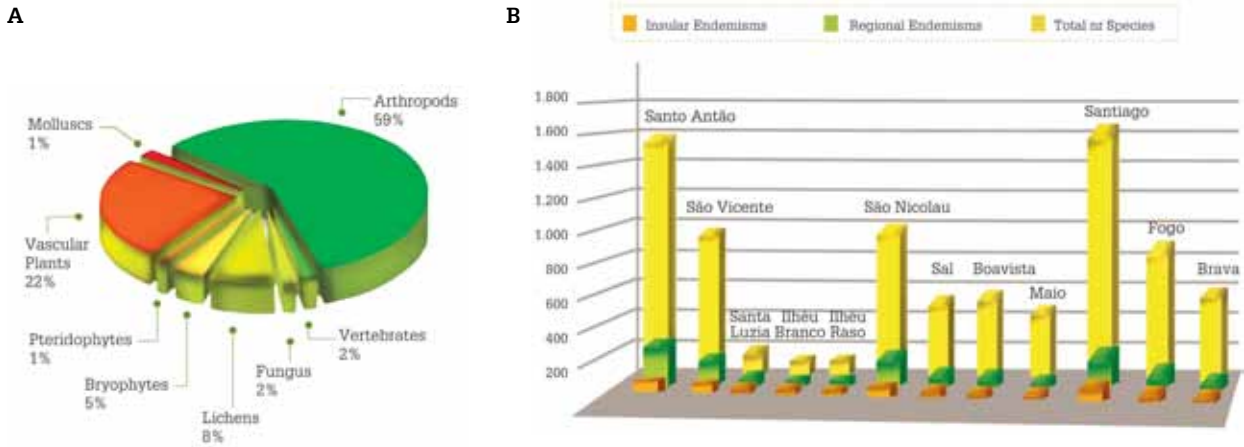 A
Arthropods
59%
Molluscs
1%
Vascular
Plants
22%
Pteridophytes
1%
Bryophytes
5%
Lichens
8%
Fungus
2%
Vertebrates
2%
B
Insular Endemisms
Regional Endemisms
Total nr Species
1.800
1.600
1.400
1.200
1.000
800
600
400
200
Santo Antão
São Vicente
Santa
Luzia
Ilhéu
Branco
Ilhéu
Raso
São Nicolau
Sal
Boavista
Maio
Santiago
Fogo
Brava